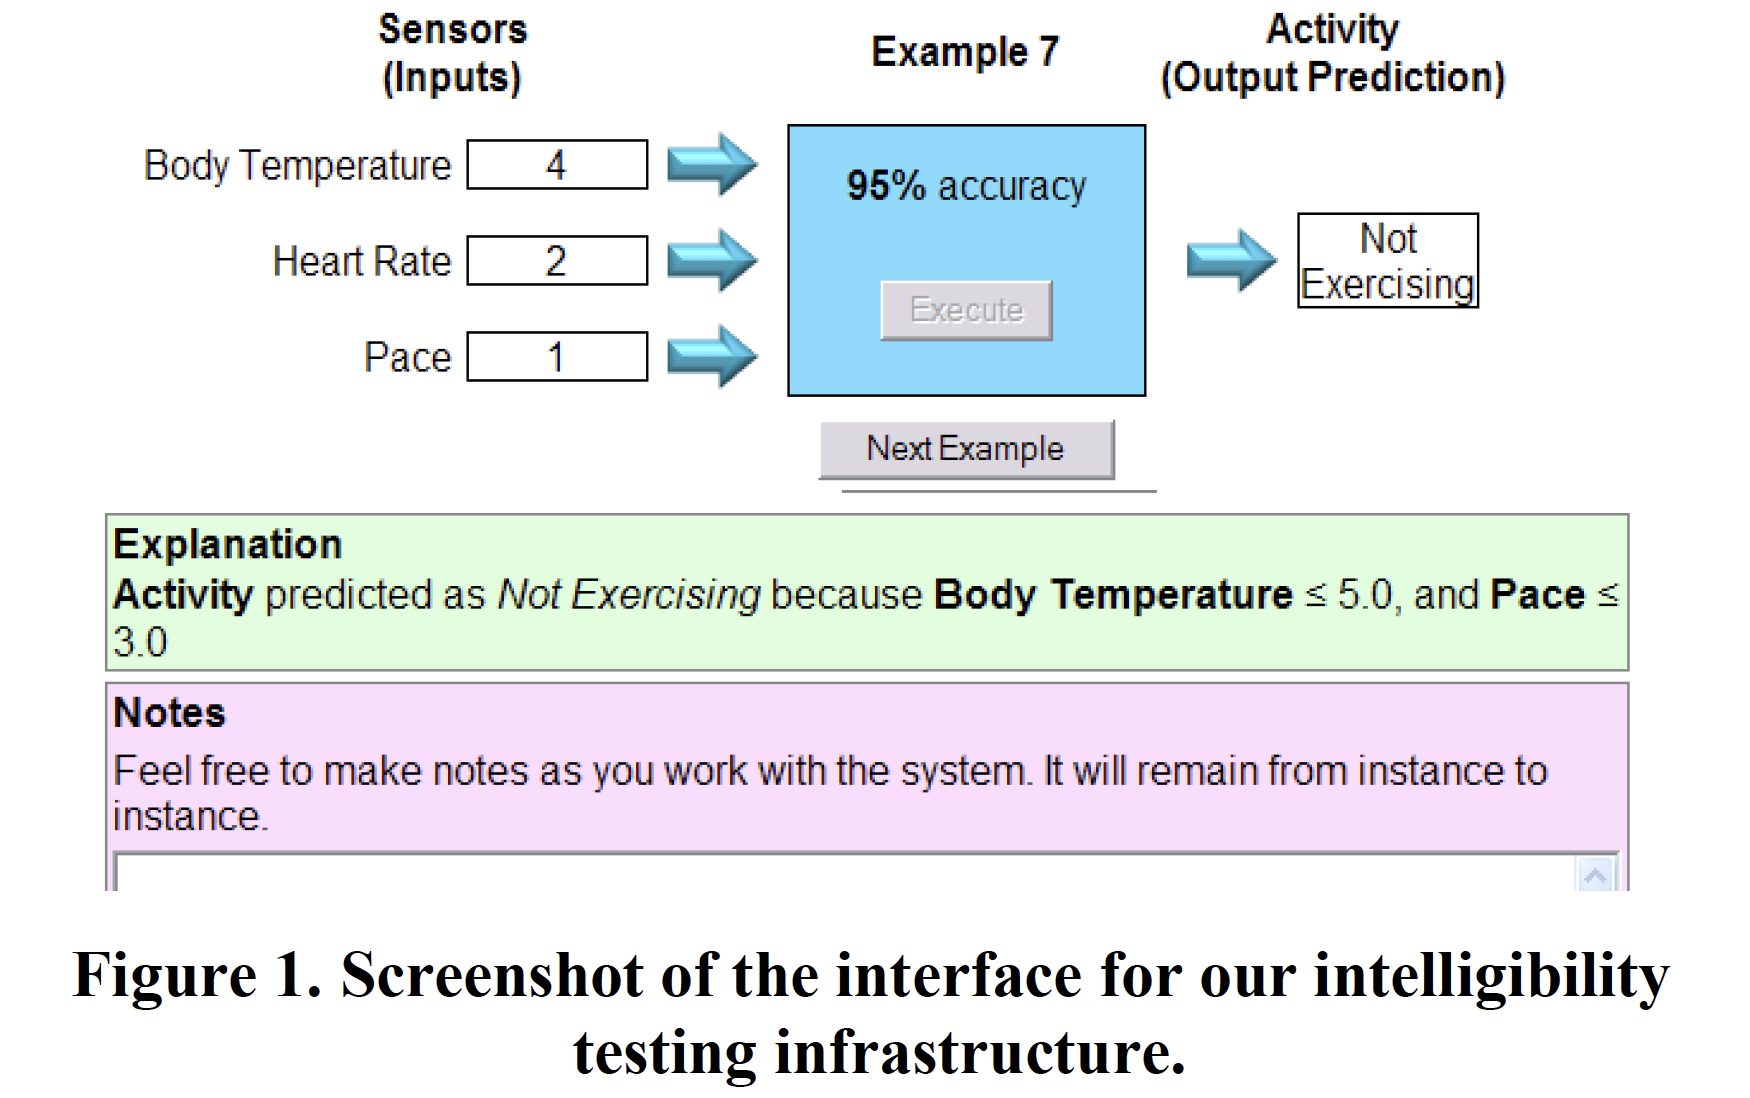 Sensors
(Inputs)
Example 7
Activity
(Output Prediction)
Body Temperature 4
95% accuracy
Heart Rate 2
Not
Exercising
Execute
Pace 1
Next Example
Explanation
Activity predicted as Not Exercising because Body Temperature ≤ 5.0, and Pace ≤
3.0
Notes
Feel free to make notes as you work with the system. It will remain from instance to
instance.
Figure 1. Screenshot of the interface for our intelligibility
testing infrastructure.